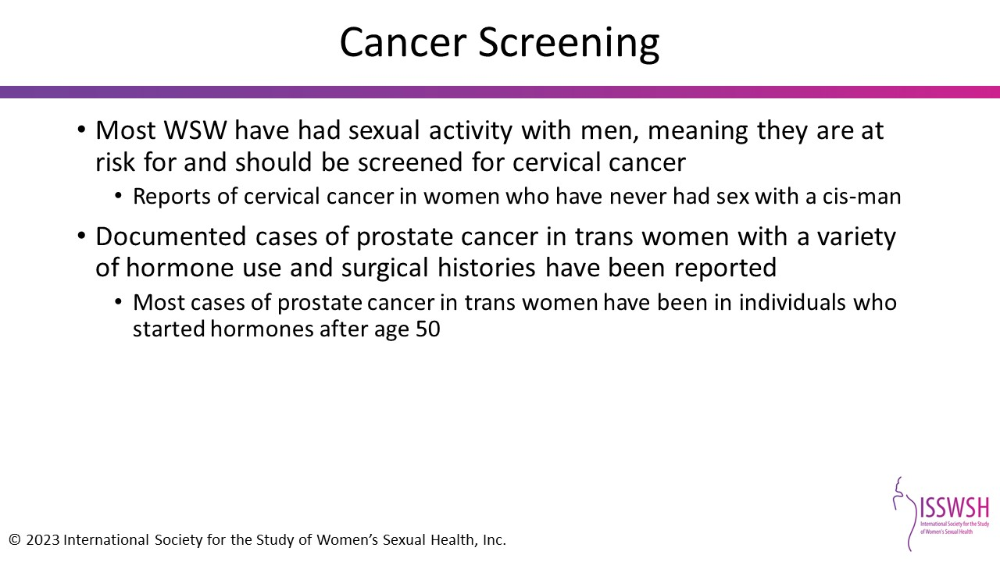 Cancer Screening
• Most WSW have had sexual activity with men, meaning they are at
risk for and should be screened for cervical cancer
• Reports of cervical cancer in women who have never had sex with a cis-man
• Documented cases of prostate cancer in trans women with a variety
of hormone use and surgical histories have been reported
• Most cases of prostate cancer in trans women have been in individuals who
started hormones after age 50
ISSWSH
International Society for the Study
of Women's Sexual Health
© 2023 International Society for the Study of Women’s Sexual Health, Inc.